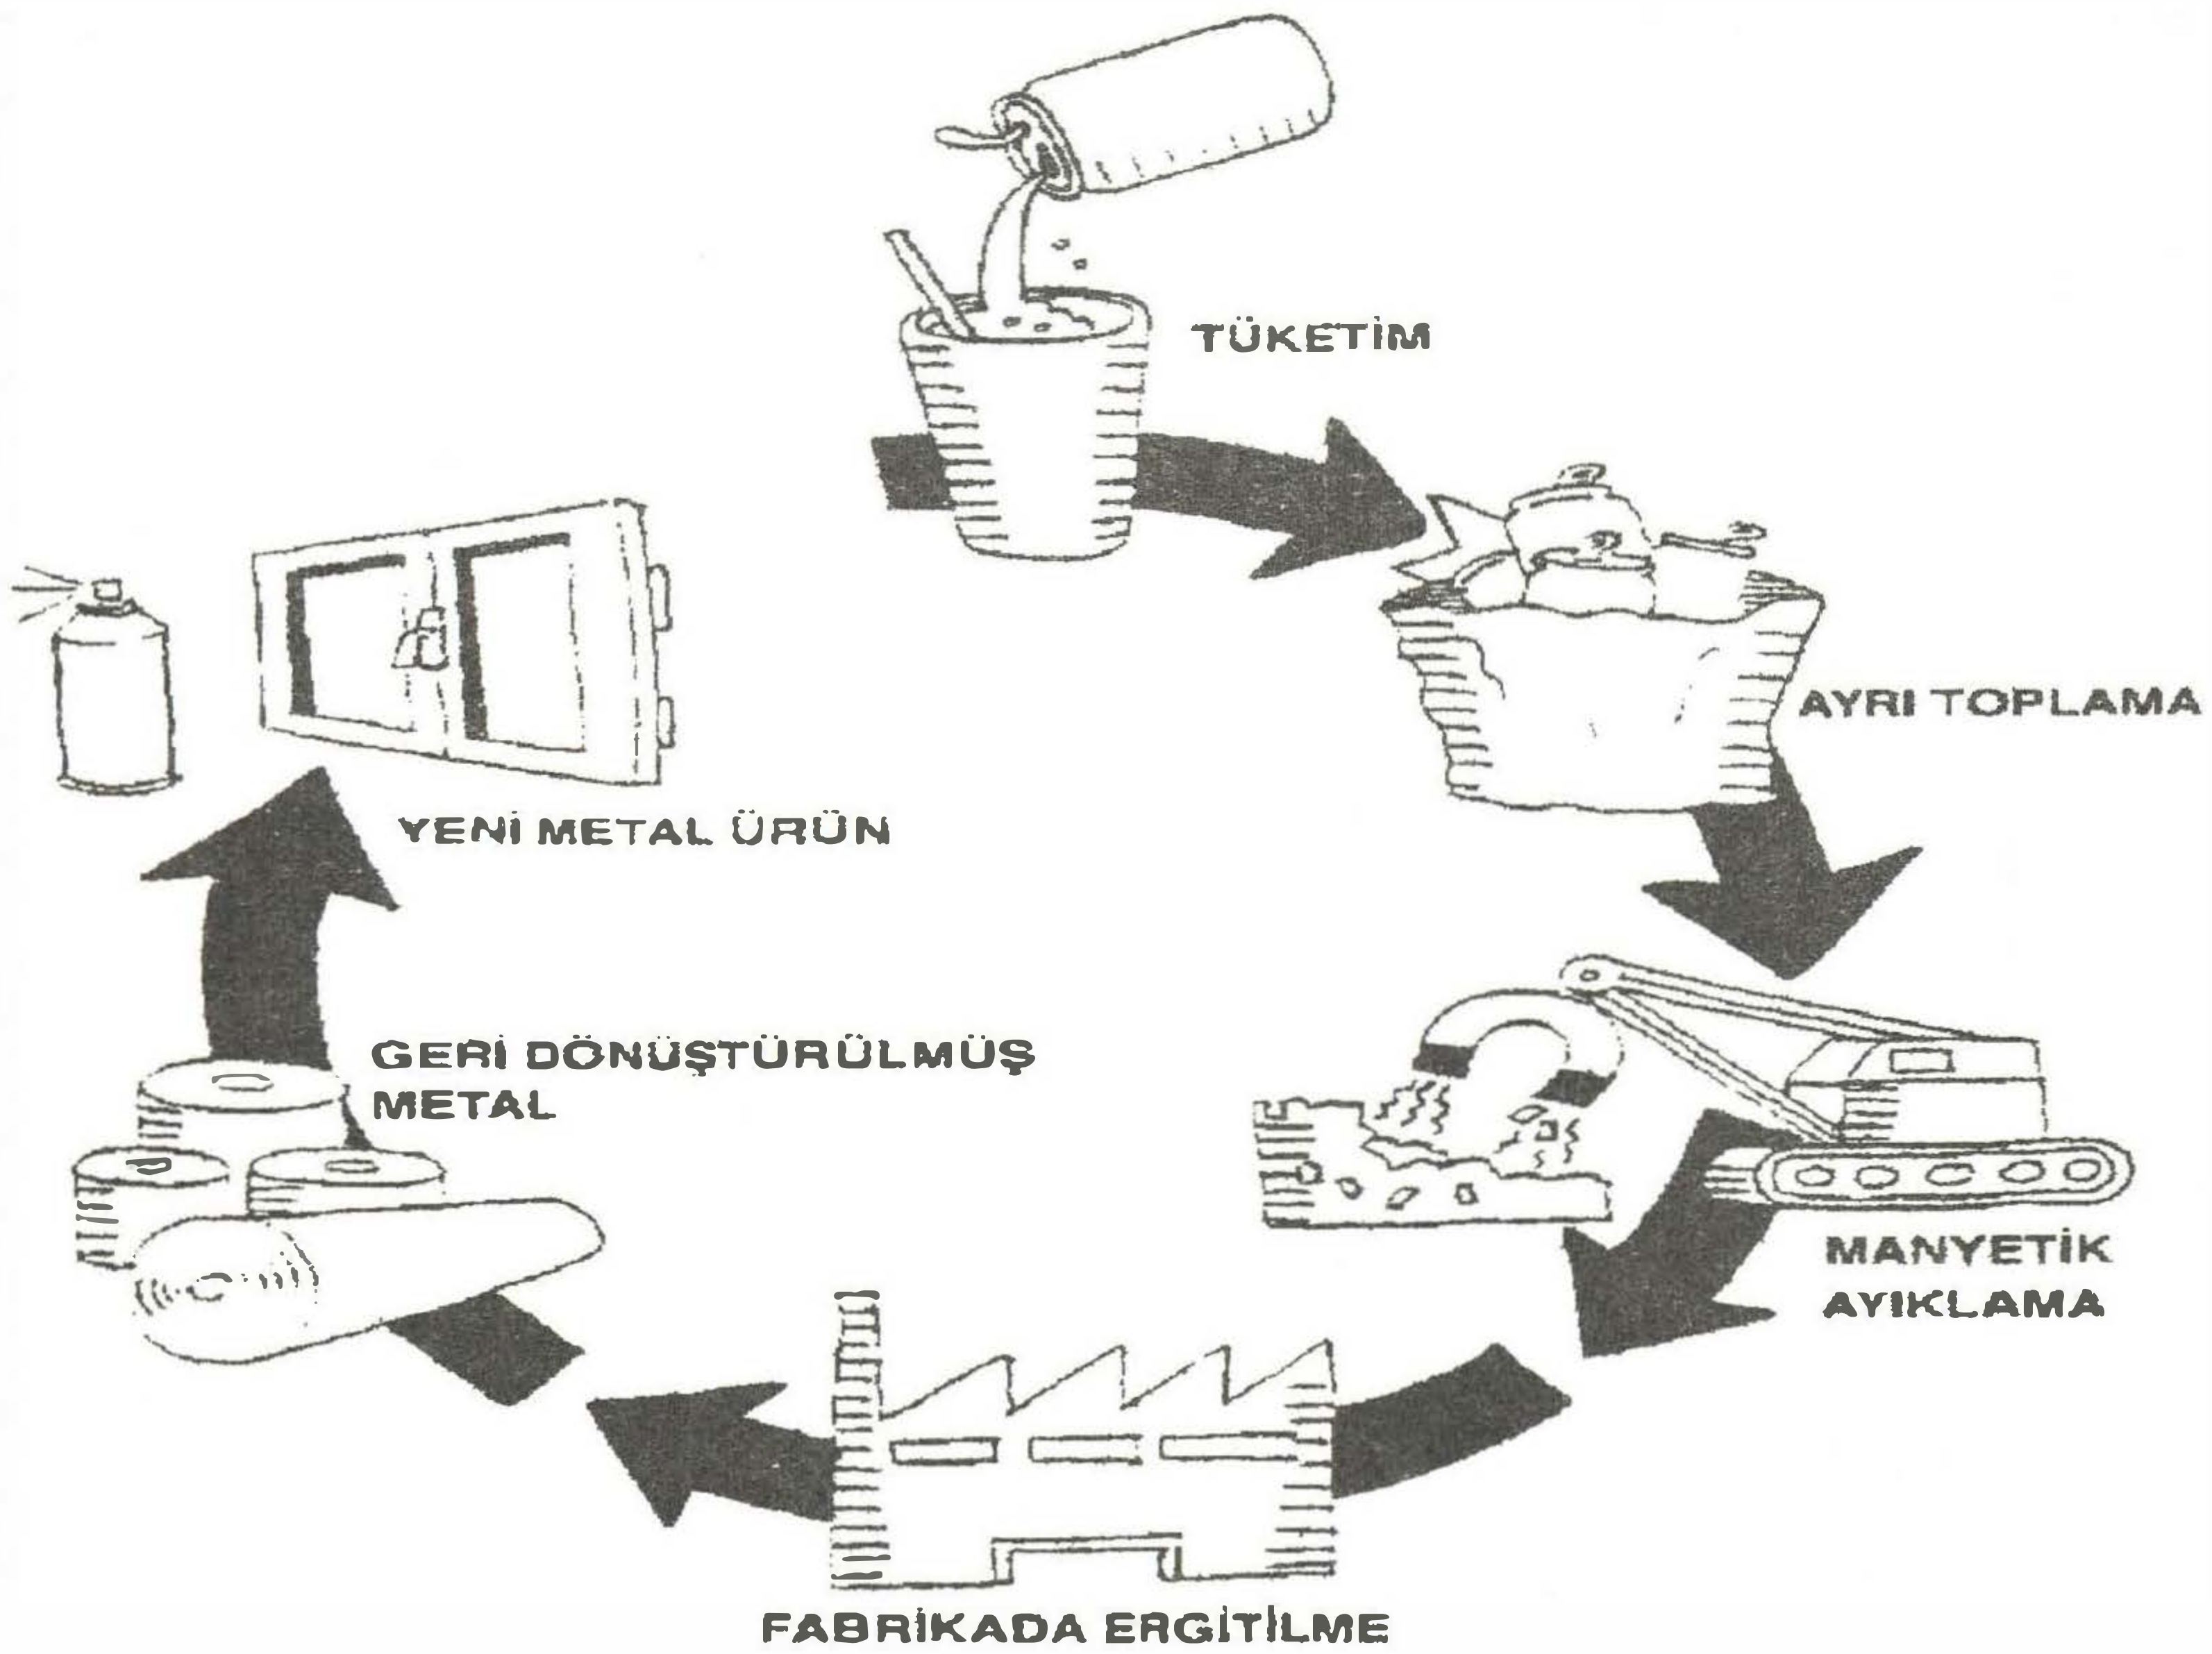 TÜKETİM
AYRI TOPLAMA
MANYETİK
AYIKLAMA
FABRİKADA ERGİTİLME
GERİ DÖNÜŞTÜRÜLMÜŞ
METAL
YENİ METAL ÜRÜN